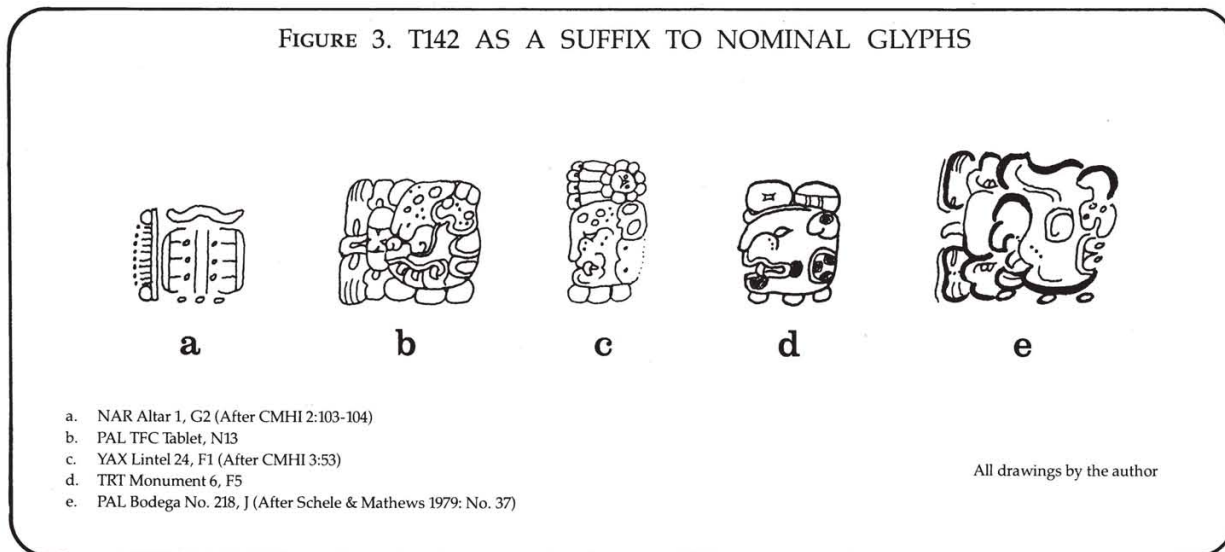 FIGURE 3. T142 AS A SUFFIX TO NOMINAL GLYPHS
a b c d e
a. NAR Altar 1, G2 (After CMHI 2:103-104)
b. PAL TFC Tablet, N13
c. YAX Lintel 24, F1 (After CMHI 3:53)
d. TRT Monument 6, F5
e. PAL Bodega No. 218, J (After Schele & Mathews 1979: No. 37)
All drawings by the author